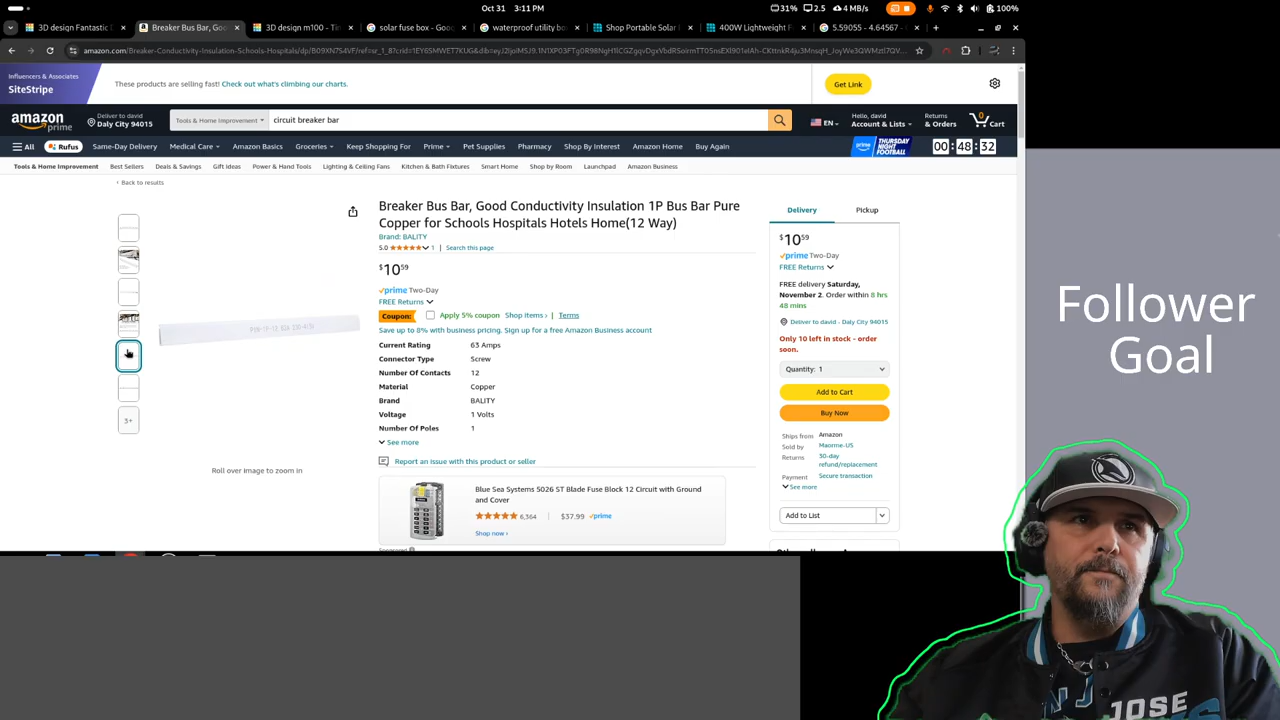 Oct 31 3:11 PM
31% 2.5 4 MB/s 100%
3D design Fantastic
Breaker Bus Bar, Goo
3D design m100 - Tin
solar fuse box - Goo
waterproof utility bo
Shop Portable Solar
400W Lightweight F
5.59055 - 4.64567
Influencers & Associates
SiteStripe
These products are selling fast! Check out what's climbing our charts.
Get Link
amazon prime
Deliver to david
Daly City 94015
Tools & Home Improvement
circuit breaker bar
EN
Hello, david
Account & Lists
Returns
& Orders
0
Cart
All
Rufus
Same-Day Delivery
Medical Care
Amazon Basics
Groceries
Keep Shopping For
Prime
Pet Supplies
Pharmacy
Shop By Interest
Amazon Home
Buy Again
prime THURSDAY NIGHT FOOTBALL
00 : 48 : 32
Tools & Home Improvement
Best Sellers
Deals & Savings
Gift Ideas
Power & Hand Tools
Lighting & Ceiling Fans
Kitchen & Bath Fixtures
Smart Home
Shop by Room
Launchpad
Amazon Business
‹ Back to results
3+
Roll over image to zoom in
Breaker Bus Bar, Good Conductivity Insulation 1P Bus Bar Pure
Copper for Schools Hospitals Hotels Home(12 Way)
Brand: BALITY
5.0 1 | Search this page
$10 59
prime Two-Day
FREE Returns
Coupon: Apply 5% coupon Shop items › | Terms
Save up to 8% with business pricing. Sign up for a free Amazon Business account
Current Rating 63 Amps
Connector Type Screw
Number Of Contacts 12
Material Copper
Brand BALITY
Voltage 1 Volts
Number Of Poles 1
See more
Report an issue with this product or seller
Blue Sea Systems 5026 ST Blade Fuse Block 12 Circuit with Ground
and Cover
6,364 | $37.99 prime
Shop now ›
Sponsored
Delivery
Pickup
$10 59
prime Two-Day
FREE Returns
FREE delivery Saturday,
November 2. Order within 8 hrs
48 mins
Deliver to david - Daly City 94015
Only 10 left in stock - order
soon.
Quantity: 1
Add to Cart
Buy Now
Ships from Amazon
Sold by Maorme-US
Returns 30-day
refund/replacement
Payment Secure transaction
See more
Add to List
Follower
Goal
JOSE